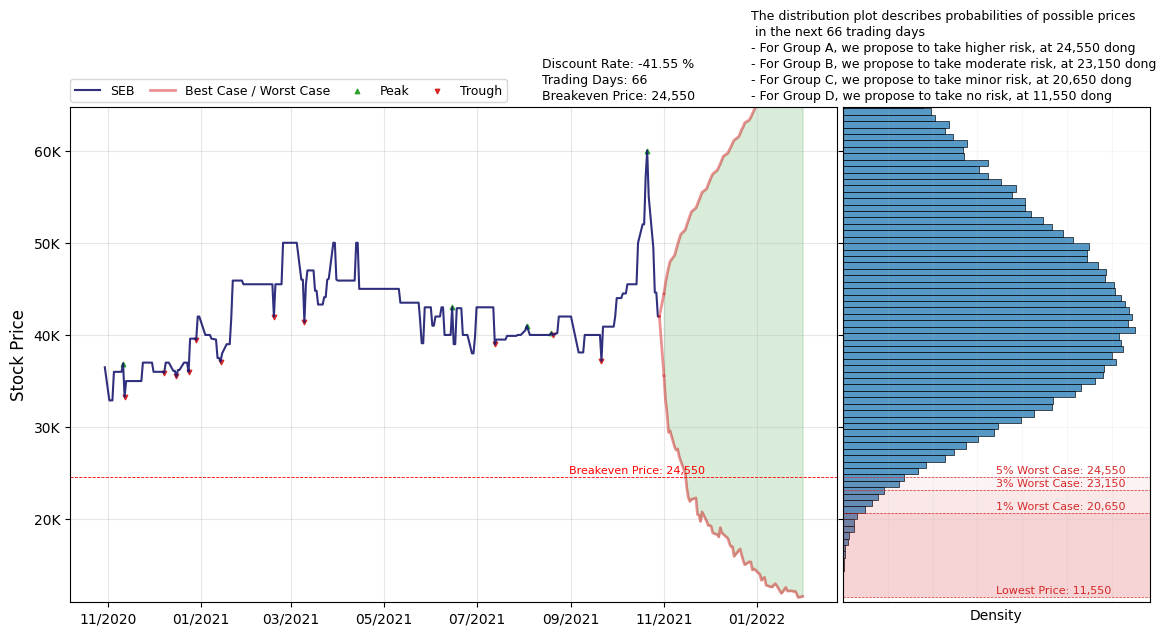 The distribution plot describes probabilities of possible prices
in the next 66 trading days
- For Group A, we propose to take higher risk, at 24,550 dong
- For Group B, we propose to take moderate risk, at 23,150 dong
- For Group C, we propose to take minor risk, at 20,650 dong
- For Group D, we propose to take no risk, at 11,550 dong
Discount Rate: -41.55 %
Trading Days: 66
Breakeven Price: 24,550
SEB
Best Case / Worst Case
Peak
Trough
Stock Price
60K
50K
40K
30K
20K
Breakeven Price: 24,550
5% Worst Case: 24,550
3% Worst Case: 23,150
1% Worst Case: 20,650
Lowest Price: 11,550
11/2020
01/2021
03/2021
05/2021
07/2021
09/2021
11/2021
01/2022
Density